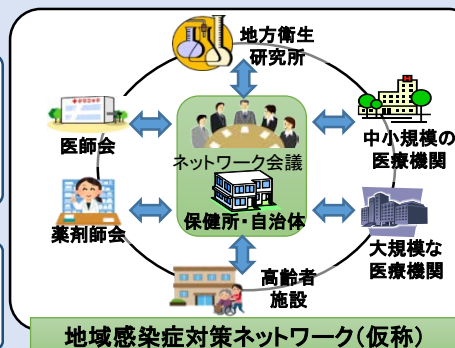 地方衛生
研究所
医師会
中小規模の
医療機関
ネットワーク会議
保健所・自治体
薬剤師会
大規模な
医療機関
高齢者
施設
地域感染症対策ネットワーク(仮称)